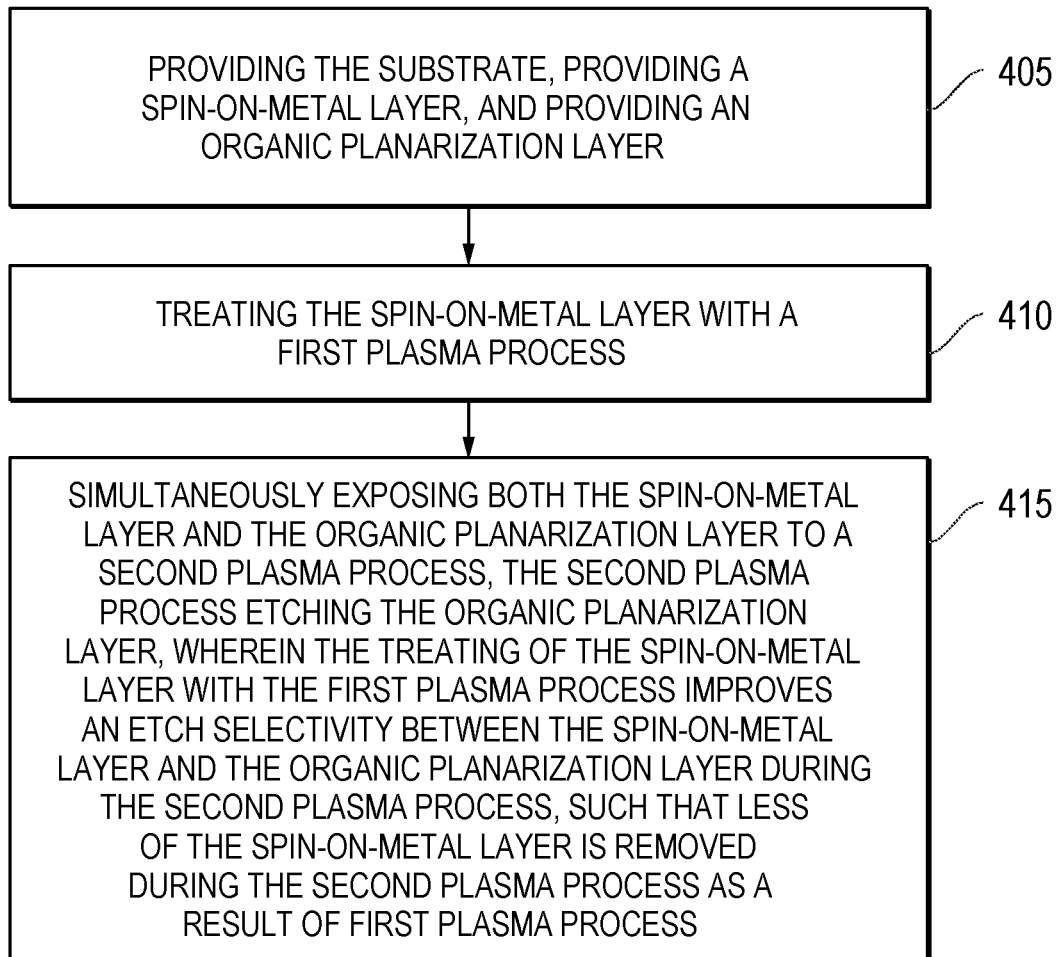 PROVIDING THE SUBSTRATE, PROVIDING A
SPIN-ON-METAL LAYER, AND PROVIDING AN
ORGANIC PLANARIZATION LAYER
405
TREATING THE SPIN-ON-METAL LAYER WITH A
FIRST PLASMA PROCESS
410
SIMULTANEOUSLY EXPOSING BOTH THE SPIN-ON-METAL
LAYER AND THE ORGANIC PLANARIZATION LAYER TO A
SECOND PLASMA PROCESS, THE SECOND PLASMA
PROCESS ETCHING THE ORGANIC PLANARIZATION
LAYER, WHEREIN THE TREATING OF THE SPIN-ON-METAL
LAYER WITH THE FIRST PLASMA PROCESS IMPROVES
AN ETCH SELECTIVITY BETWEEN THE SPIN-ON-METAL
LAYER AND THE ORGANIC PLANARIZATION LAYER DURING
THE SECOND PLASMA PROCESS, SUCH THAT LESS
OF THE SPIN-ON-METAL LAYER IS REMOVED
DURING THE SECOND PLASMA PROCESS AS A
RESULT OF FIRST PLASMA PROCESS
415